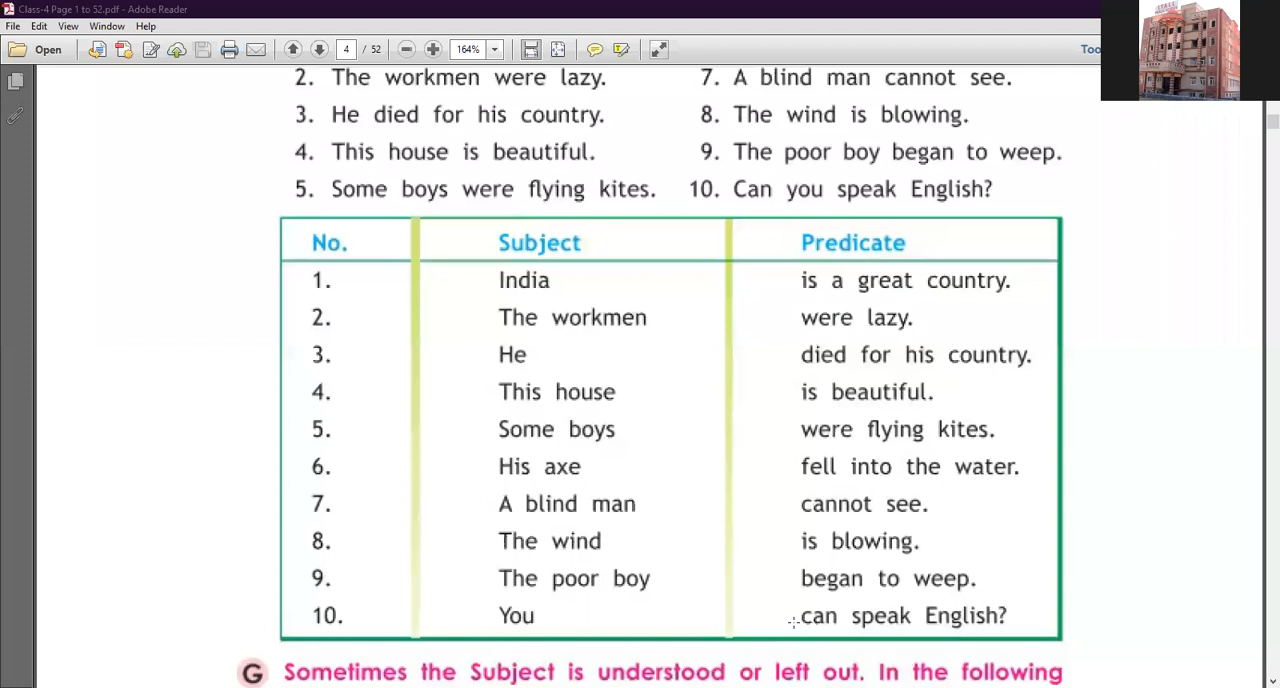 Class-4 Page 1 to 52.pdf - Adobe Reader
File Edit View Window Help
Open 4 / 52 164% Too
2. The workmen were lazy. 7. A blind man cannot see.
3. He died for his country. 8. The wind is blowing.
4. This house is beautiful. 9. The poor boy began to weep.
5. Some boys were flying kites. 10. Can you speak English?
No. Subject Predicate
1. India is a great country.
2. The workmen were lazy.
3. He died for his country.
4. This house is beautiful.
5. Some boys were flying kites.
6. His axe fell into the water.
7. A blind man cannot see.
8. The wind is blowing.
9. The poor boy began to weep.
10. You can speak English?
G Sometimes the Subject is understood or left out. In the following